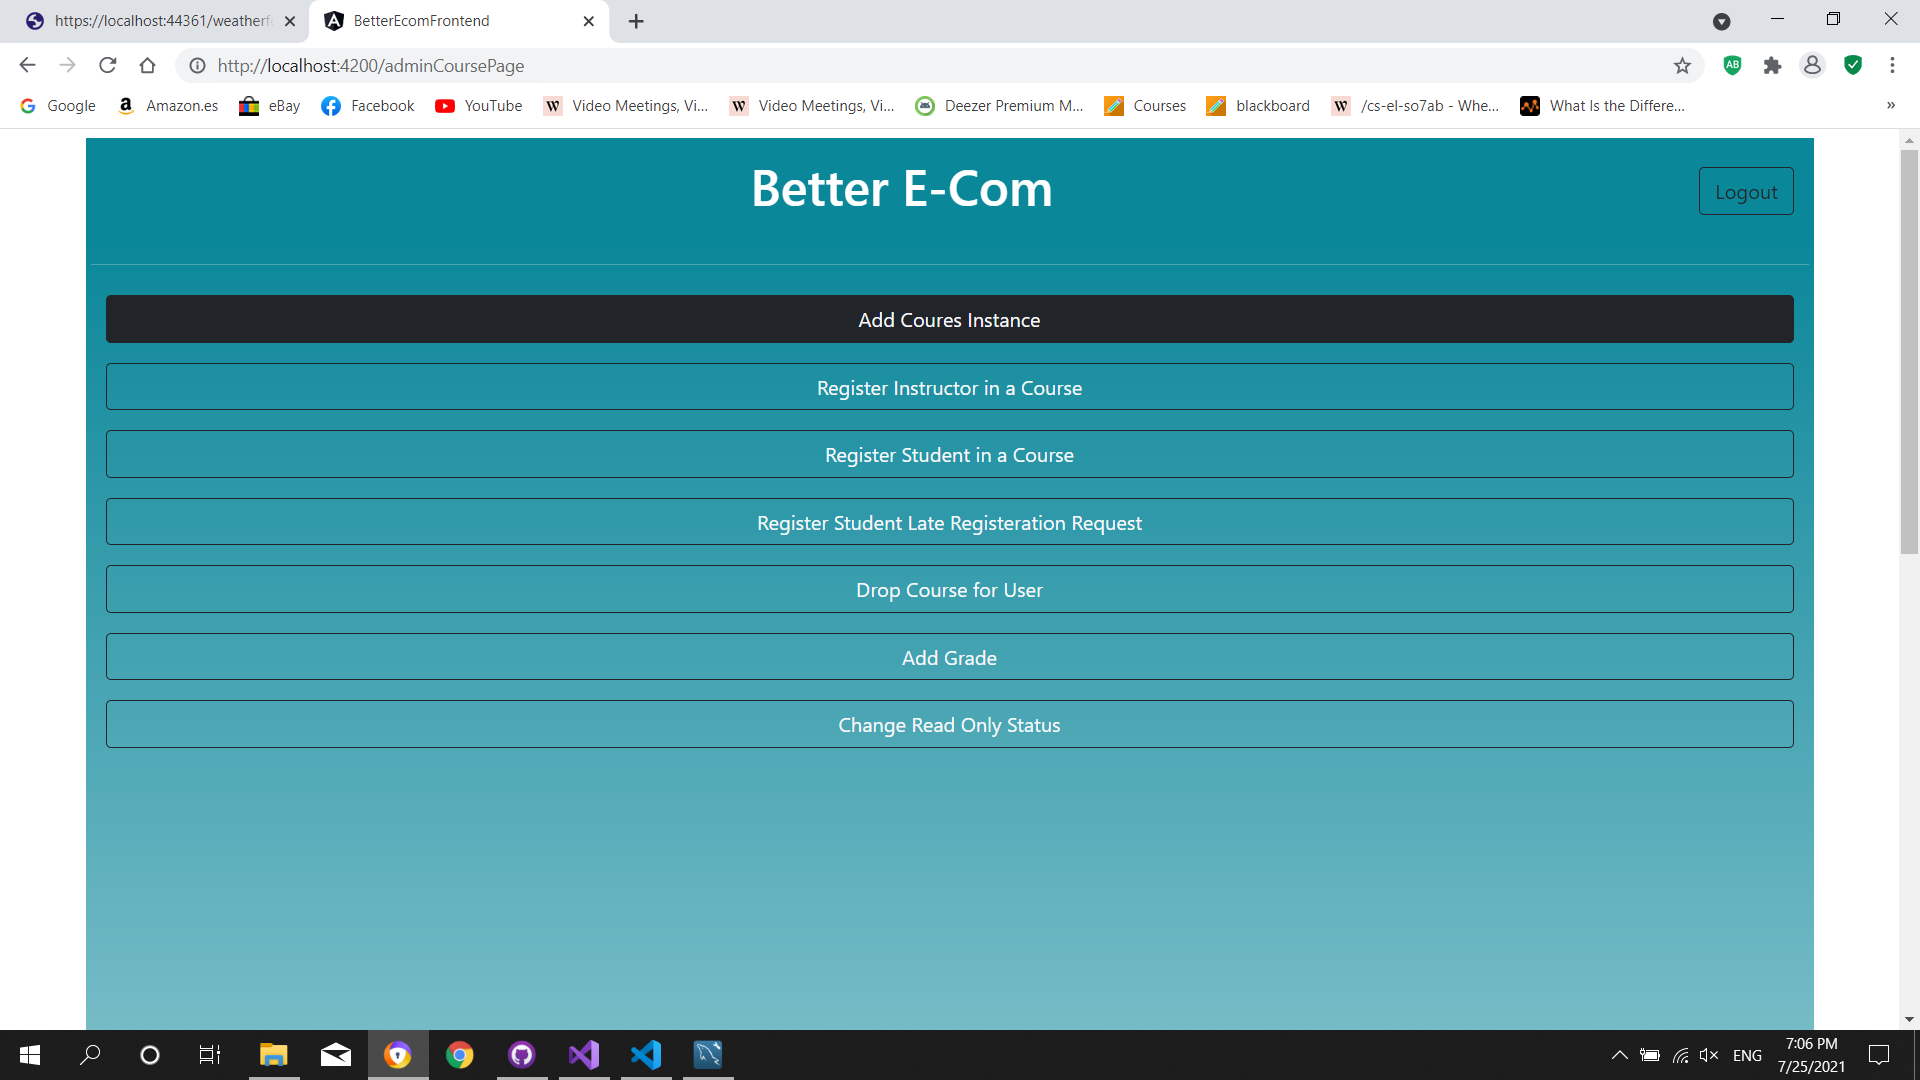 https://localhost:44361/weatherfo
BetterEcomFrontend
http://localhost:4200/adminCoursePage
AB
Google
Amazon.es
eBay
Facebook
YouTube
Video Meetings, Vi...
Video Meetings, Vi...
Deezer Premium M...
Courses
blackboard
/cs-el-so7ab - Whe...
What Is the Differe...
»
Better E-Com
Logout
Add Coures Instance
Register Instructor in a Course
Register Student in a Course
Register Student Late Registeration Request
Drop Course for User
Add Grade
Change Read Only Status
ENG
7:06 PM
7/25/2021